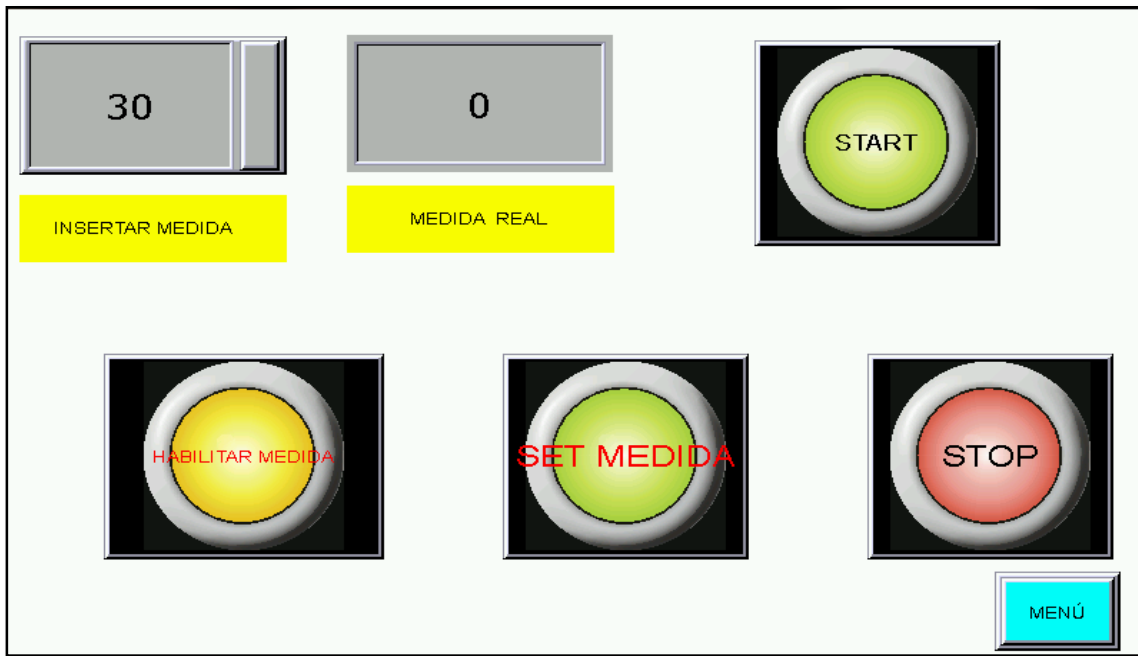 30
0
START
INSERTAR MEDIDA
MEDIDA REAL
HABILITAR MEDIDA
SET MEDIDA
STOP
MENÚ